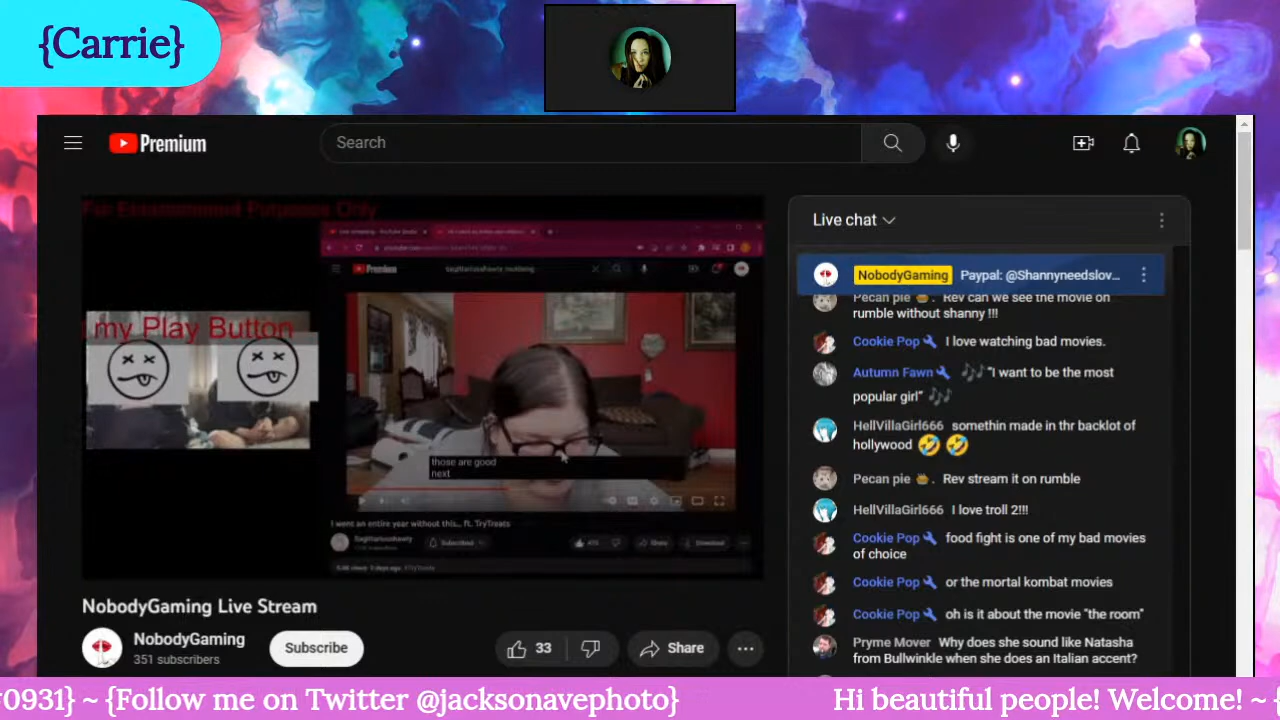 {Carrie}
Premium
Search
For Entertainment Purposes Only
my Play Button
Premium
those are good
next
I went an entire year without this... ft. TryTreats
Subscribed
Share
Download
Live chat
NobodyGaming Paypal: @Shannyneedslov...
Pecan pie . Rev can we see the movie on
rumble without shanny !!!
Cookie Pop I love watching bad movies.
Autumn Fawn "I want to be the most
popular girl"
HellVillaGirl666 somethin made in thr backlot of
hollywood
Pecan pie . Rev stream it on rumble
HellVillaGirl666 I love troll 2!!!
Cookie Pop food fight is one of my bad movies
of choice
Cookie Pop or the mortal kombat movies
Cookie Pop oh is it about the movie "the room"
Pryme Mover Why does she sound like Natasha
from Bullwinkle when she does an Italian accent?
NobodyGaming Live Stream
NobodyGaming
351 subscribers
Subscribe
33
Share
0931} ~ {Follow me on Twitter @jacksonavephoto} Hi beautiful people! Welcome! ~ {